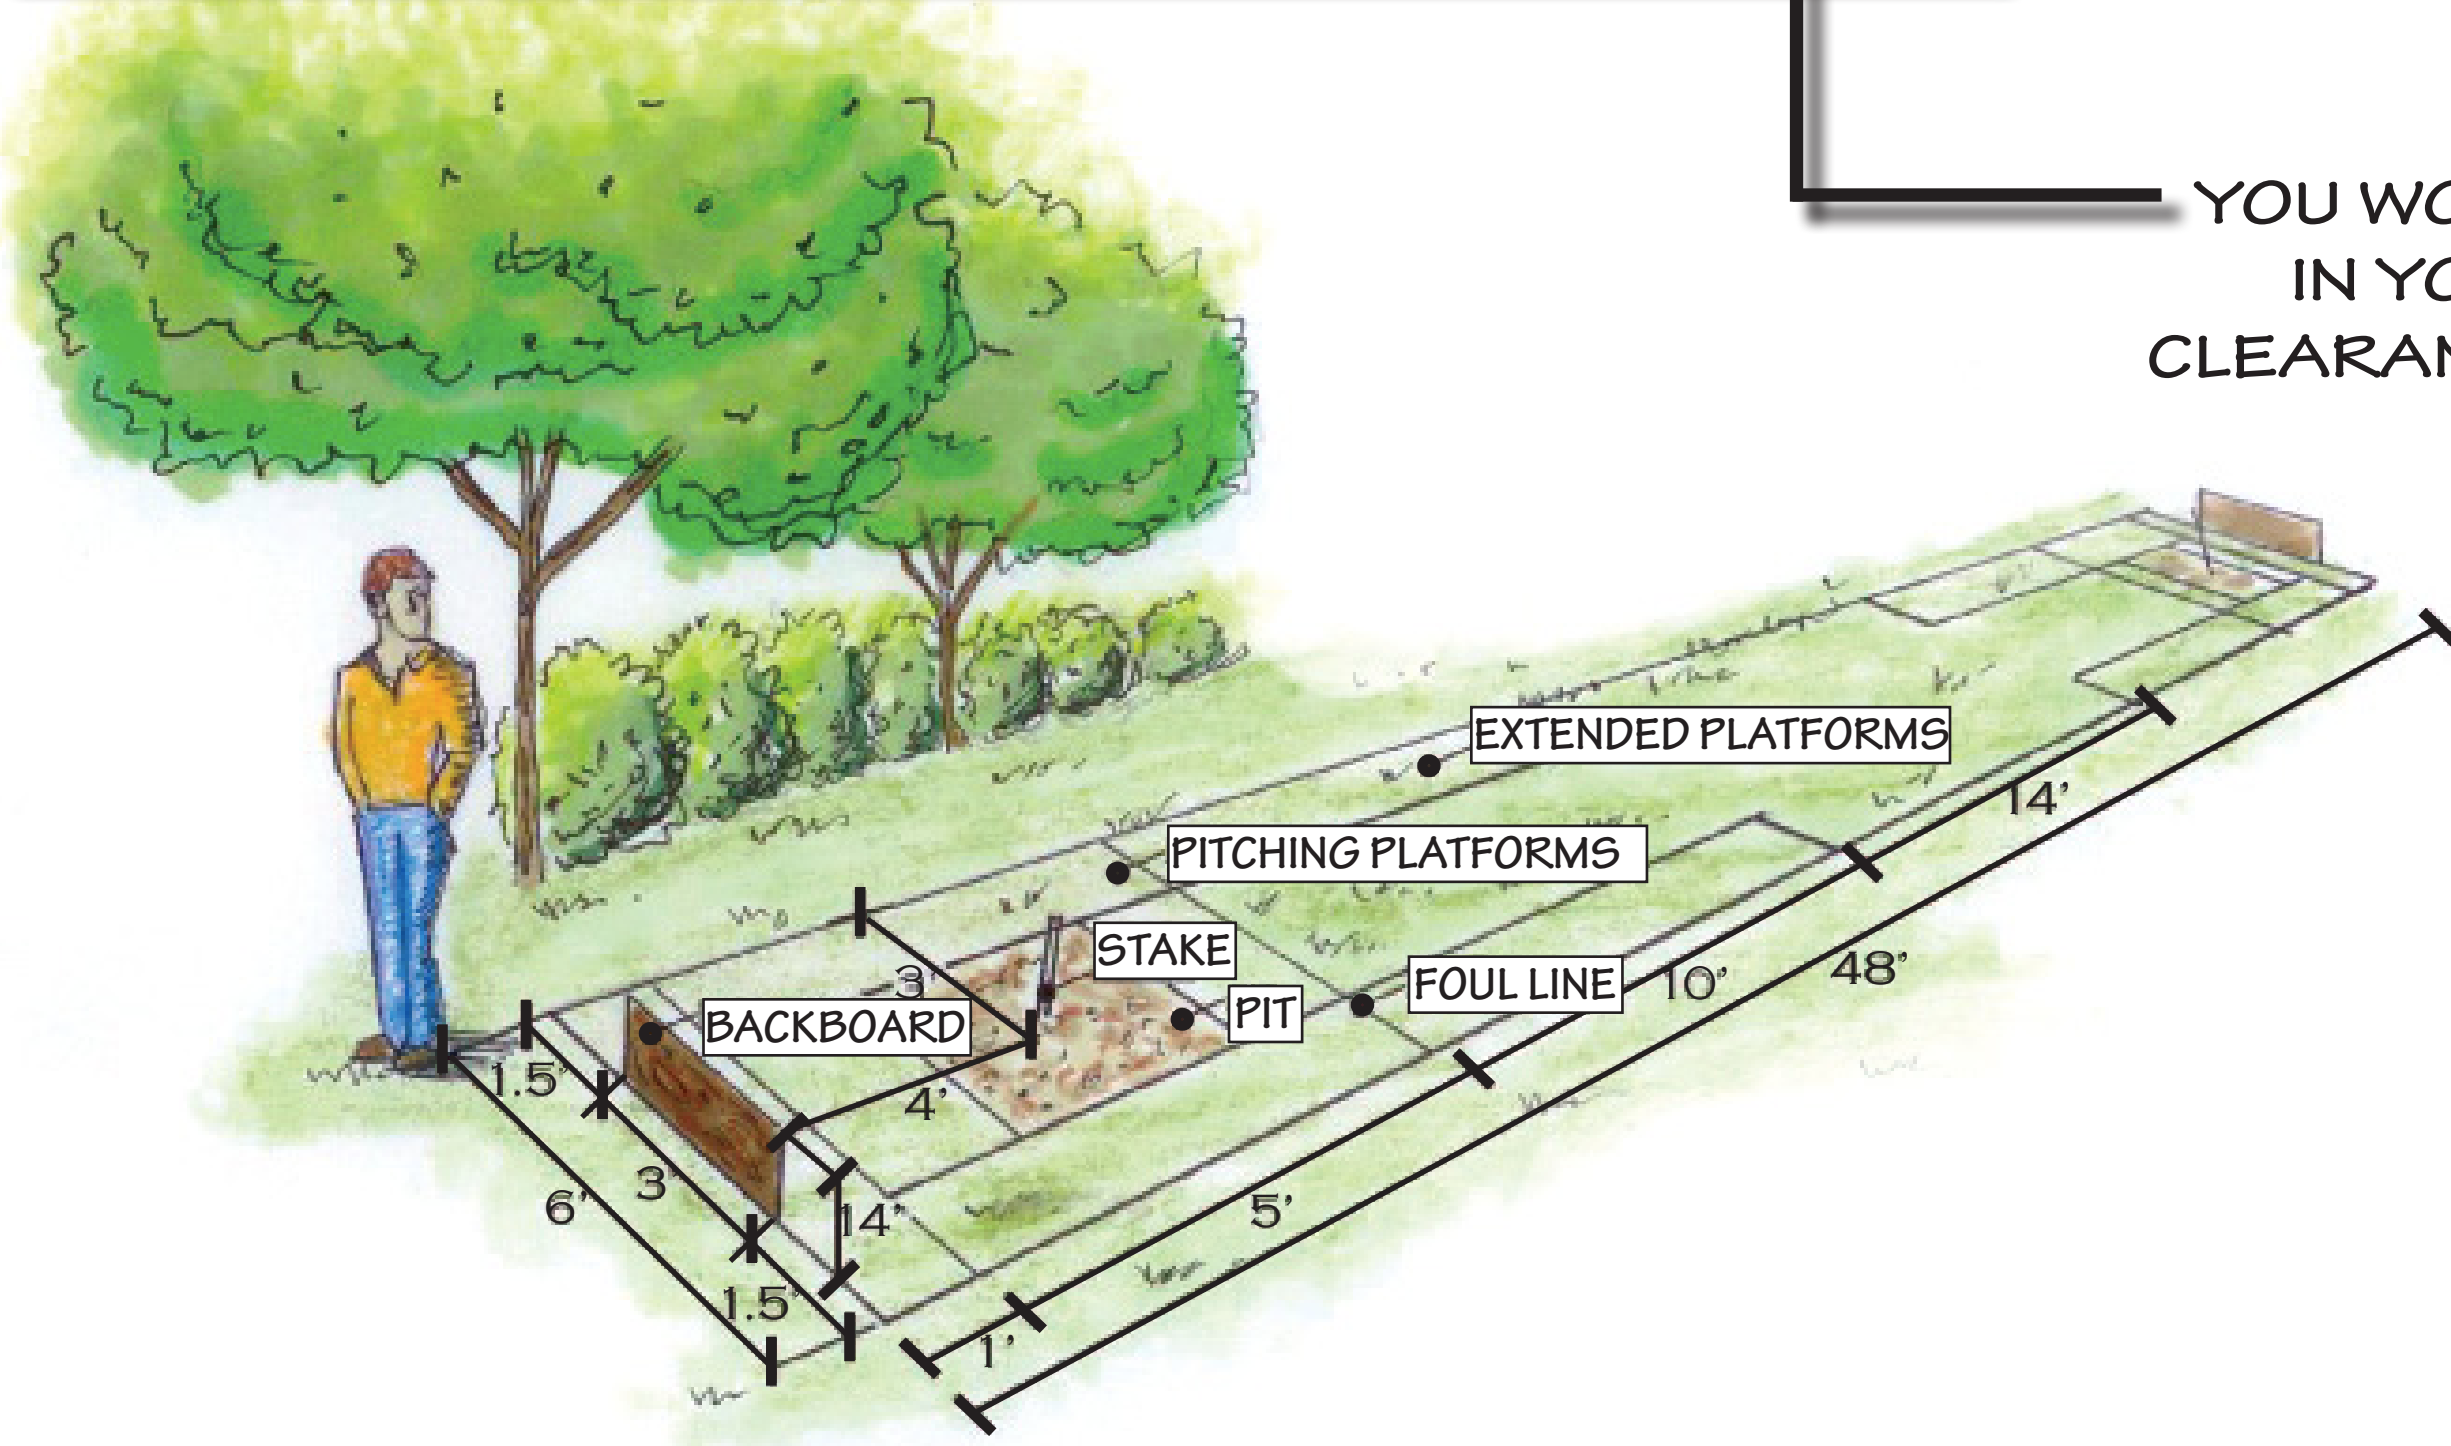 YOU WO
IN YO
CLEARAN
EXTENDED PLATFORMS
14'
PITCHING PLATFORMS
STAKE
3'
FOUL LINE
10'
48'
PIT
BACKBOARD
1.5'
4'
3'
6'
14"
5'
1.5'
1'